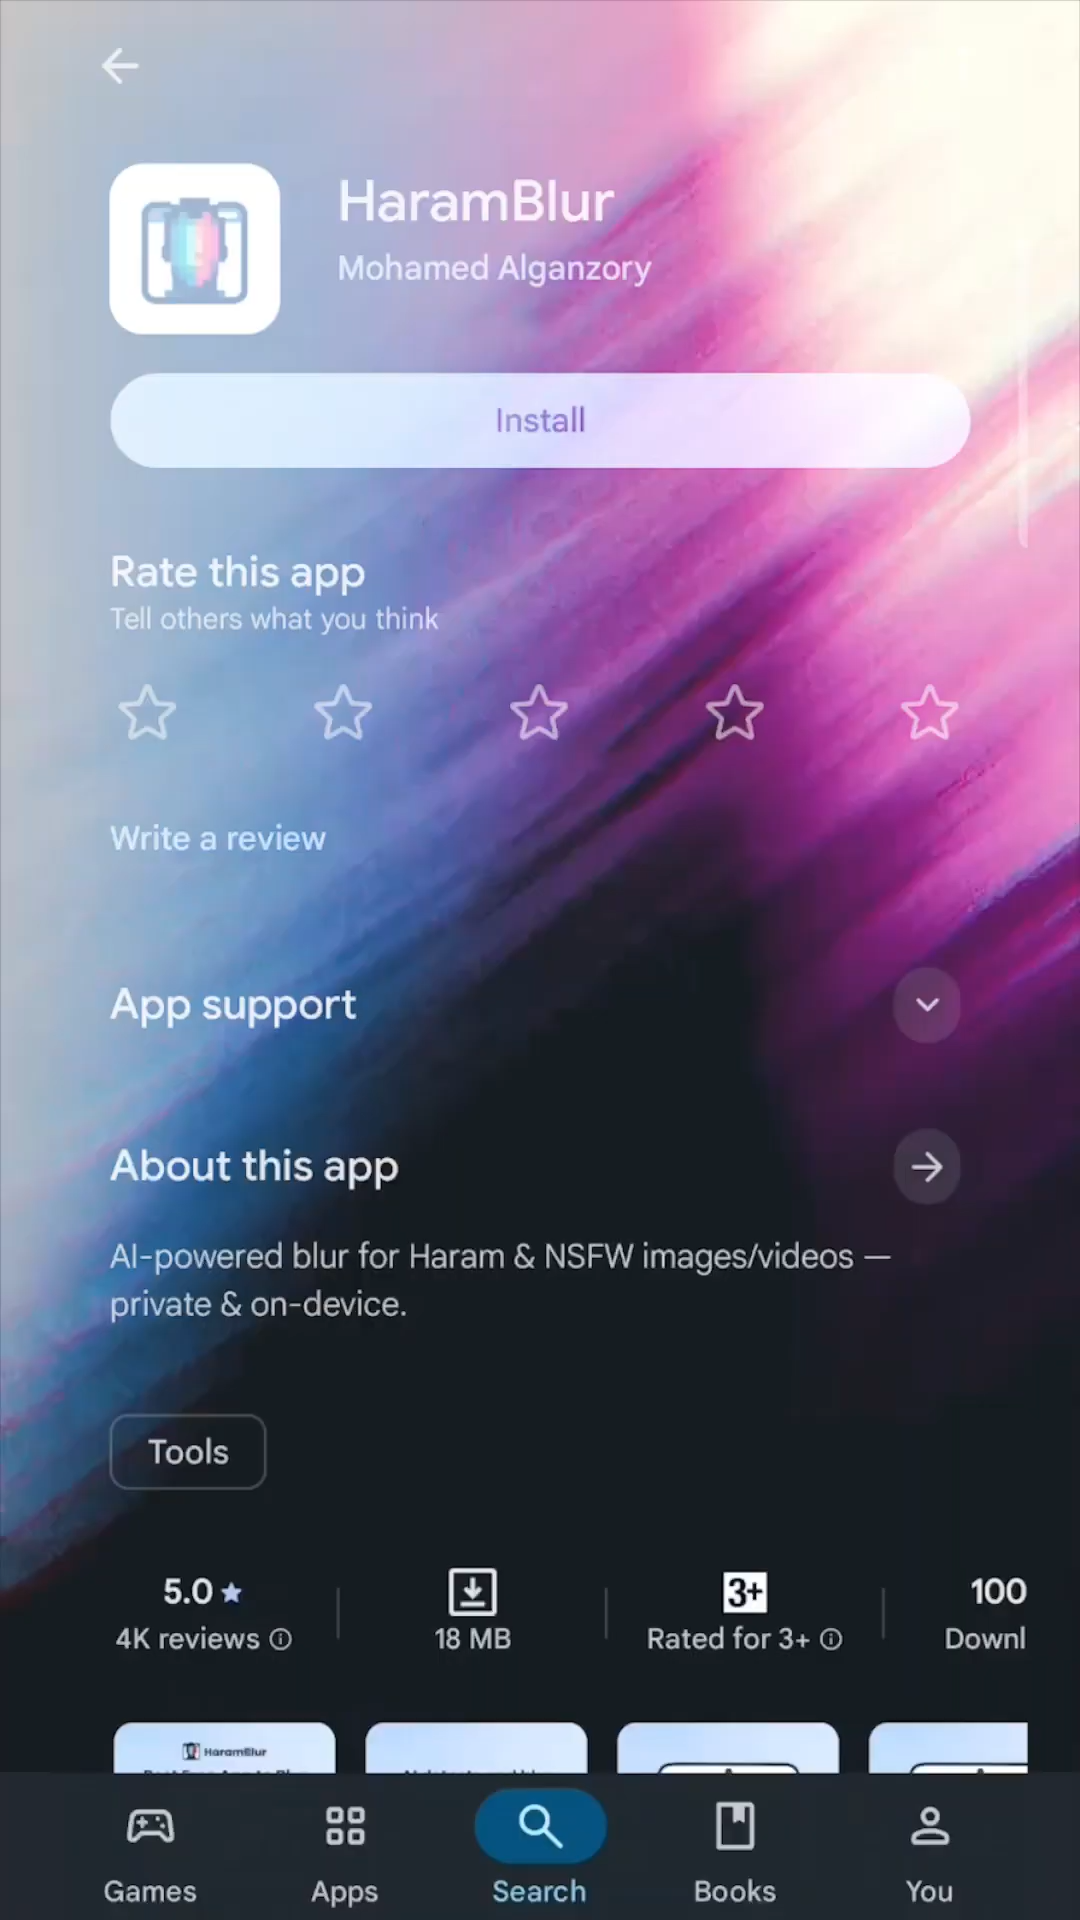 HaramBlur
Mohamed Alganzory
Install
Rate this app
Tell others what you think
Write a review
App support
About this app
AI-powered blur for Haram & NSFW images/videos —
private & on-device.
Tools
5.0 ★
4K reviews
18 MB
3+
Rated for 3+
100
Downl
HaramBlur
Games
Apps
Search
Books
You